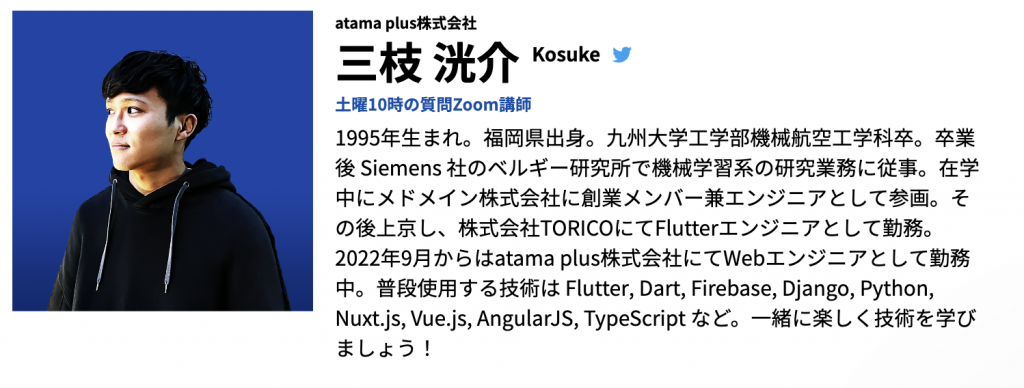 atama plus株式会社
三枝 洸介 Kosuke
土曜10時の質問Zoom講師
1995年生まれ。福岡県出身。九州大学工学部機械航空工学科卒。卒業
後 Siemens 社のベルギー研究所で機械学習系の研究業務に従事。在学
中にメドメイン株式会社に創業メンバー兼エンジニアとして参画。そ
の後上京し、株式会社TORICOにてFlutterエンジニアとして勤務。
2022年9月からはatama plus株式会社にてWebエンジニアとして勤務
中。普段使用する技術は Flutter, Dart, Firebase, Django, Python,
Nuxt.js, Vue.js, AngularJS, TypeScript など。一緒に楽しく技術を学び
ましょう！